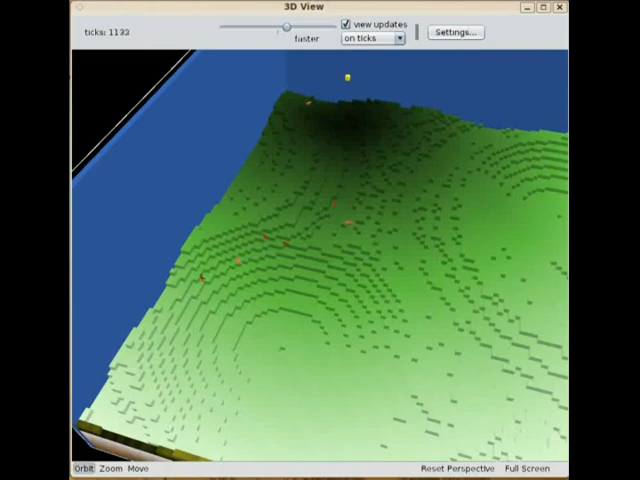 3D View
ticks: 1133
faster
view updates
on ticks
Settings...
Orbit Zoom Move
Reset Perspective Full Screen